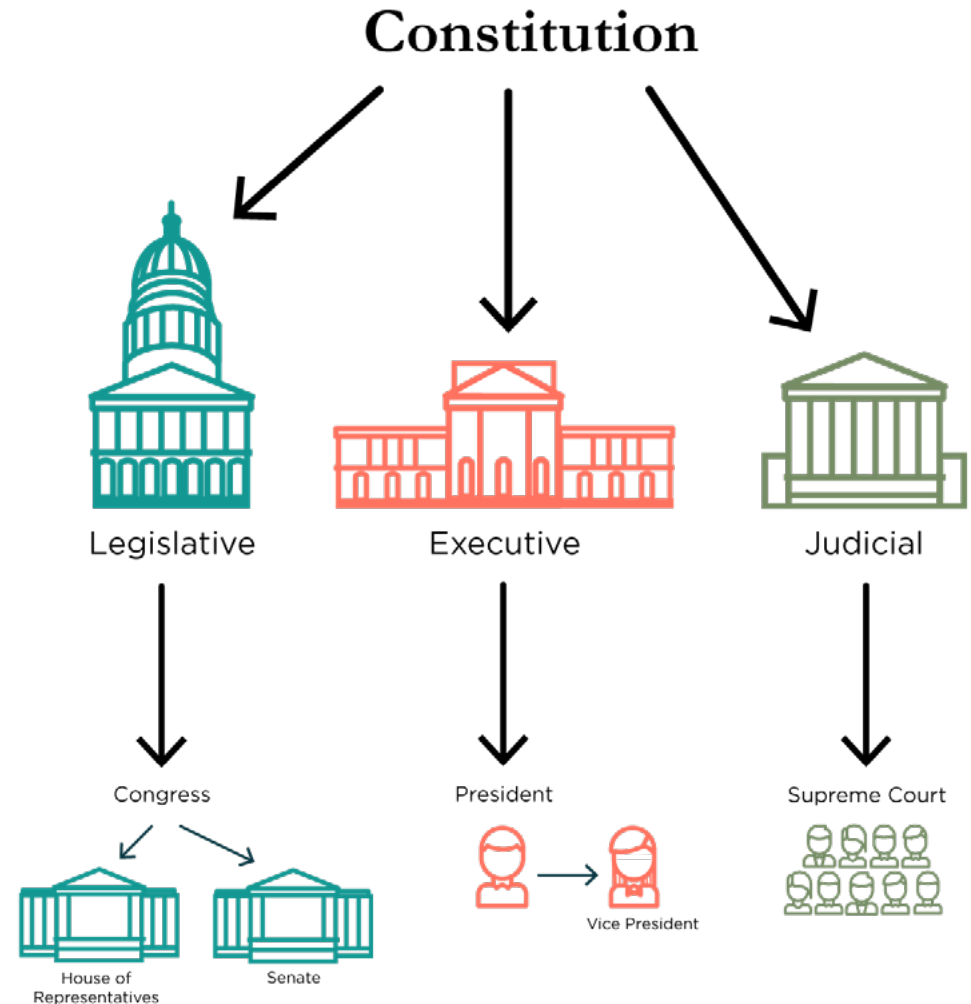 Constitution
Legislative
Executive
Judicial
Congress
President
Supreme Court
Vice President
House of
Representatives
Senate